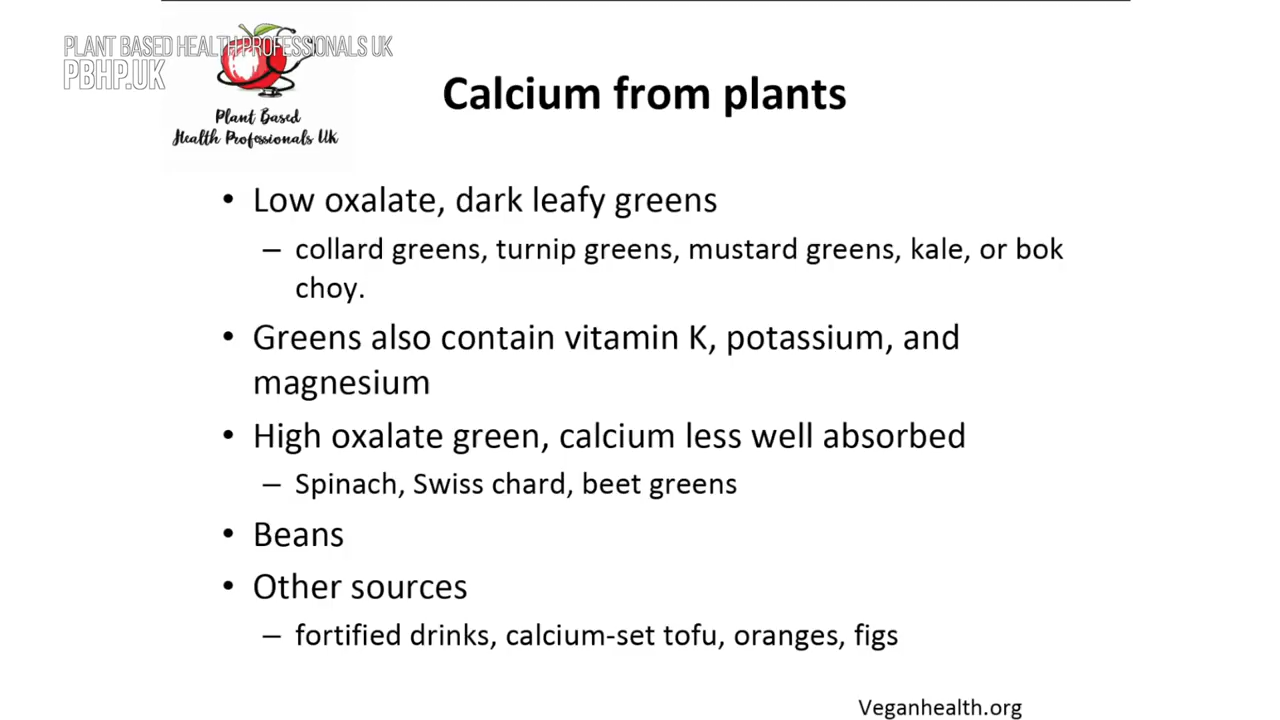 PLANT BASED HEALTH PROFESSIONALS UK
PBHP.UK
Plant Based
Health Professionals UK
Calcium from plants
• Low oxalate, dark leafy greens
– collard greens, turnip greens, mustard greens, kale, or bok
choy.
• Greens also contain vitamin K, potassium, and
magnesium
• High oxalate green, calcium less well absorbed
– Spinach, Swiss chard, beet greens
• Beans
• Other sources
– fortified drinks, calcium-set tofu, oranges, figs
Veganhealth.org